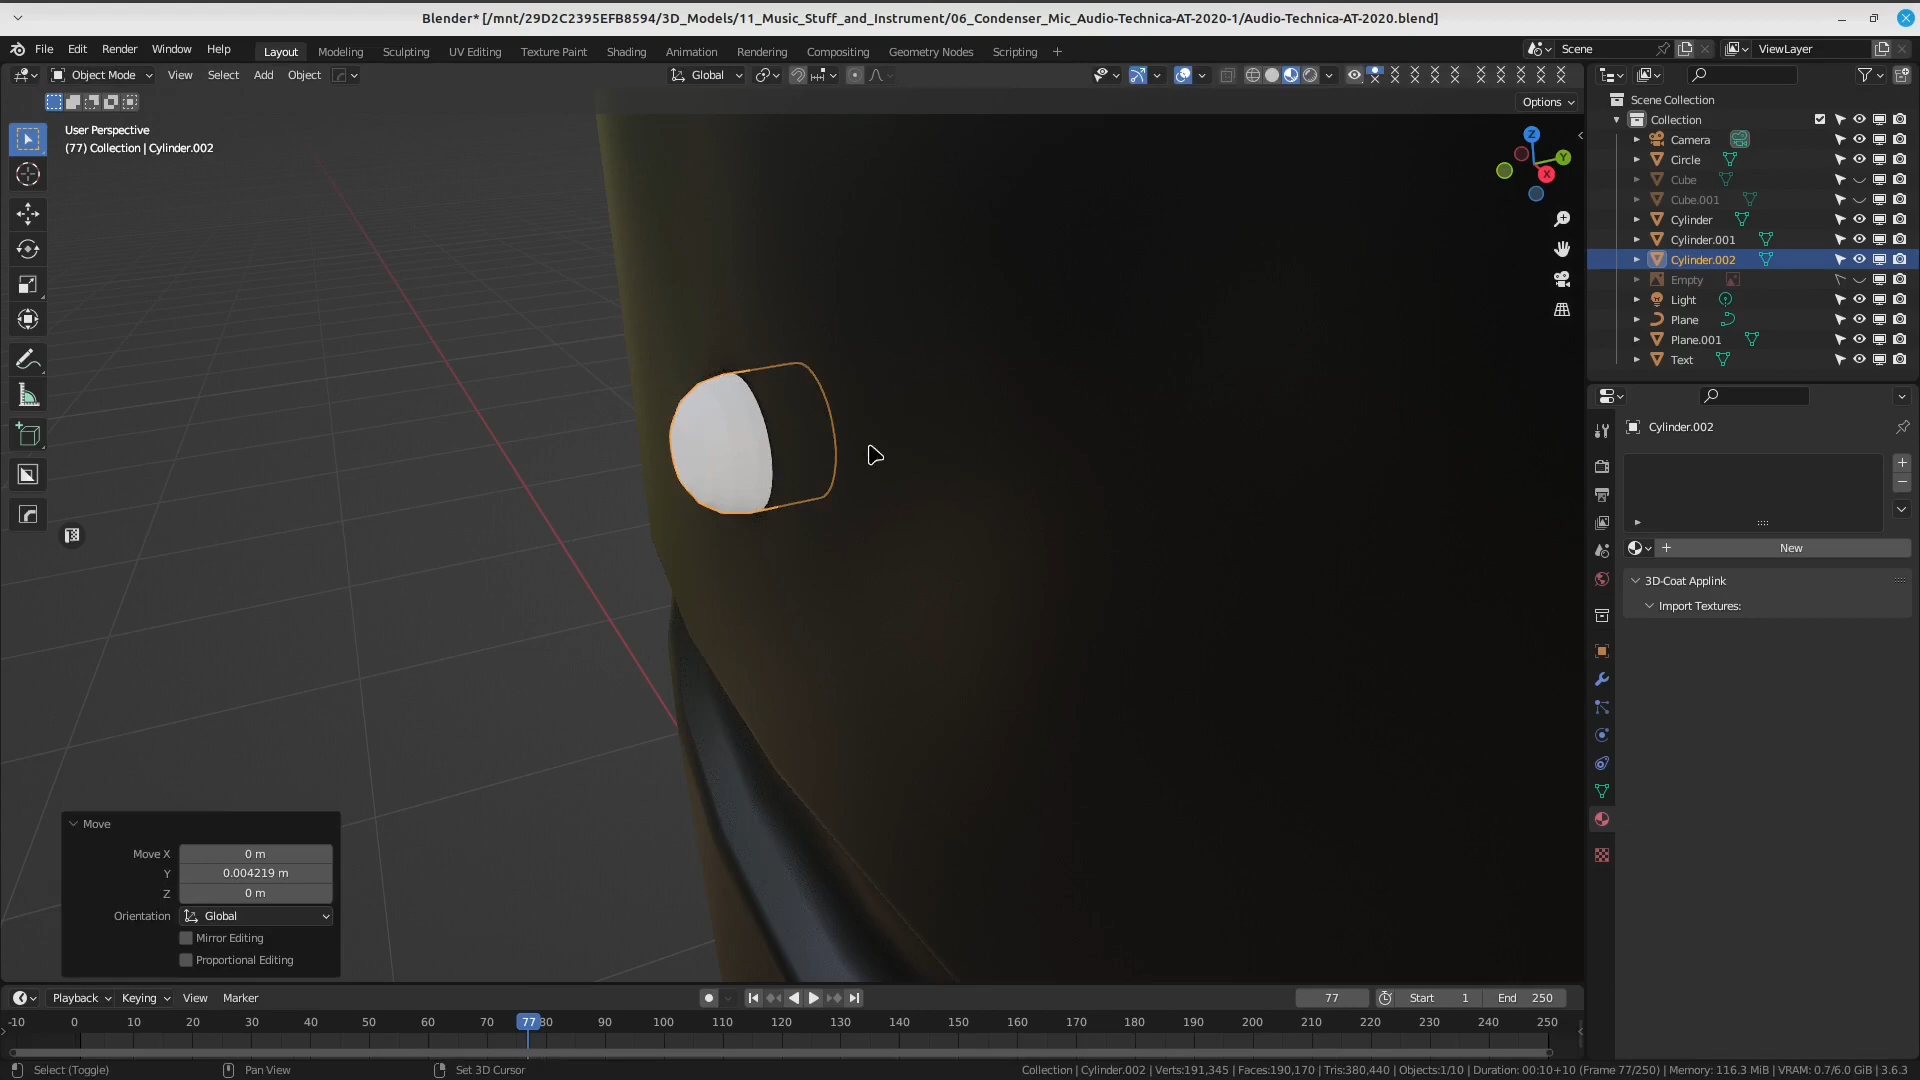 Blender* [/mnt/29D2C2395EFB8594/3D_Models/11_Music_Stuff_and_Instrument/06_Condenser_Mic_Audio-Technica-AT-2020-1/Audio-Technica-AT-2020.blend]
File Edit Render Window Help Layout Modeling Sculpting UV Editing Texture Paint Shading Animation Rendering Compositing Geometry Nodes Scripting + Scene ViewLayer
Object Mode View Select Add Object Global
Options
User Perspective
(77) Collection | Cylinder.002
Z
Y
X
Scene Collection
Collection
Camera
Circle
Cube
Cube.001
Cylinder
Cylinder.001
Cylinder.002
Empty
Light
Plane
Plane.001
Text
Cylinder.002
+ New
3D-Coat Applink
Import Textures:
Move
Move X 0 m
Y 0.004219 m
Z 0 m
Orientation Global
Mirror Editing
Proportional Editing
Playback Keying View Marker 77 Start 1 End 250
-10 0 10 20 30 40 50 60 70 77 80 90 100 110 120 130 140 150 160 170 180 190 200 210 220 230 240 250
Select (Toggle) Pan View Set 3D Cursor Collection | Cylinder.002 | Verts:191,345 | Faces:190,170 | Tris:380,440 | Objects:1/10 | Duration: 00:10+10 (Frame 77/250) | Memory: 116.3 MiB | VRAM: 0.7/6.0 GiB | 3.6.3